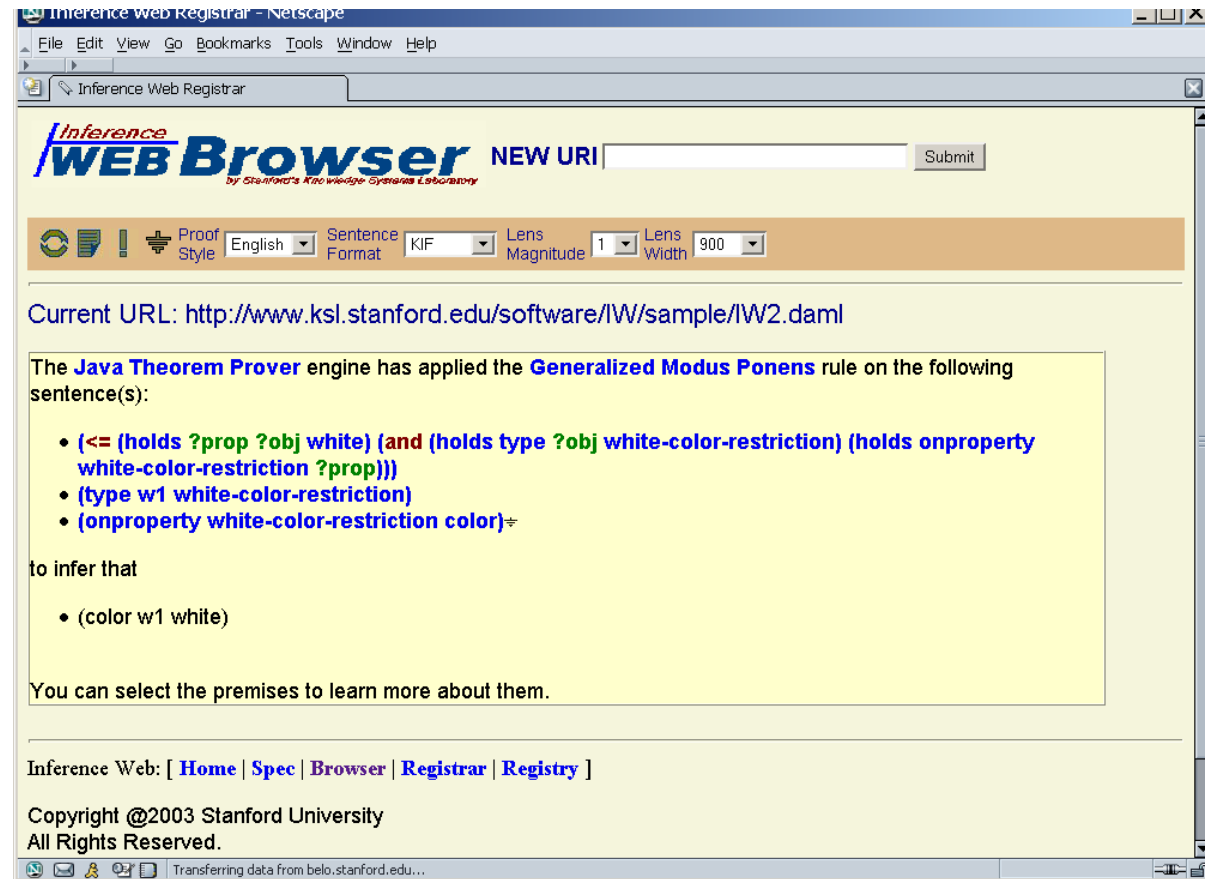 Inference Web Registrar - Netscape
File Edit View Go Bookmarks Tools Window Help
Inference Web Registrar
Inference
WEB Browser
by Stanford's Knowledge Systems Laboratory
NEW URI Submit
Proof Style English Sentence Format KIF Lens Magnitude 1 Lens Width 900
Current URL: http://www.ksl.stanford.edu/software/IW/sample/IW2.daml
The Java Theorem Prover engine has applied the Generalized Modus Ponens rule on the following
sentence(s):
• (<= (holds ?prop ?obj white) (and (holds type ?obj white-color-restriction) (holds onproperty
white-color-restriction ?prop)))
• (type w1 white-color-restriction)
• (onproperty white-color-restriction color)
to infer that
• (color w1 white)
You can select the premises to learn more about them.
Inference Web: [ Home | Spec | Browser | Registrar | Registry ]
Copyright @2003 Stanford University
All Rights Reserved.
Transferring data from belo.stanford.edu...